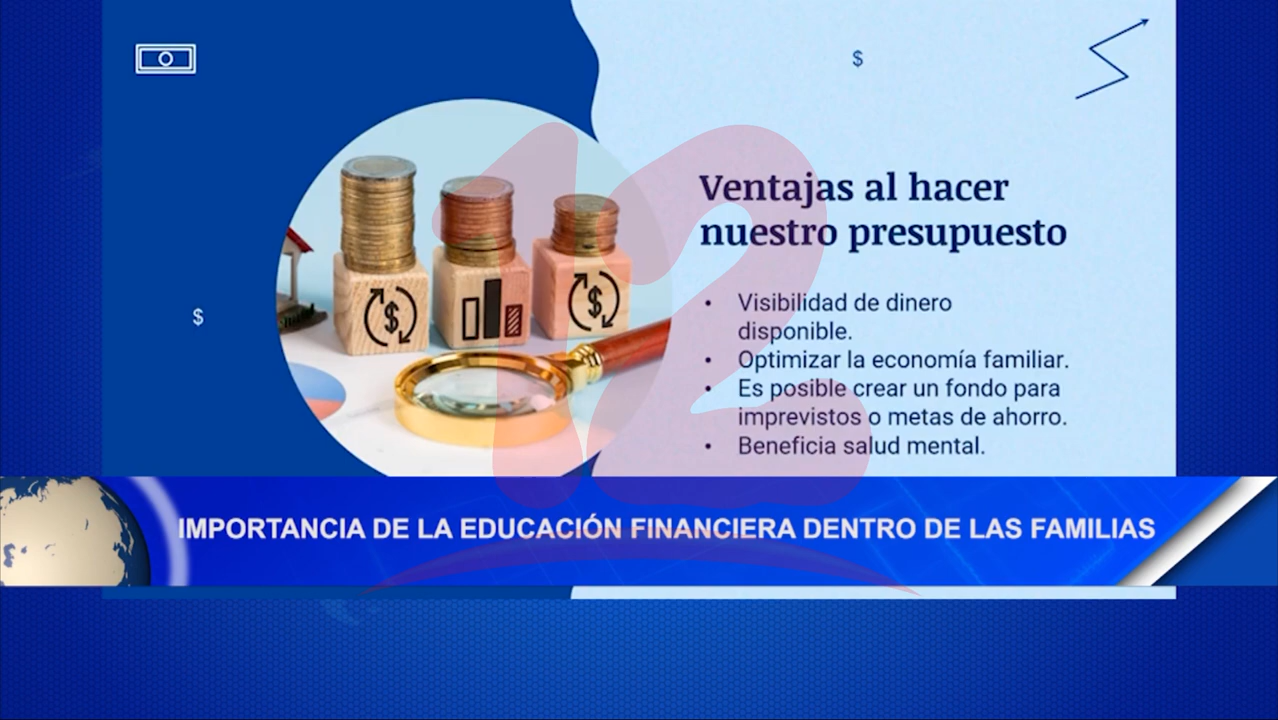 $
Ventajas al hacer
nuestro presupuesto
• Visibilidad de dinero
disponible.
• Optimizar la economía familiar.
• Es posible crear un fondo para
imprevistos o metas de ahorro.
• Beneficia salud mental.
$
$ $
12
IMPORTANCIA DE LA EDUCACIÓN FINANCIERA DENTRO DE LAS FAMILIAS